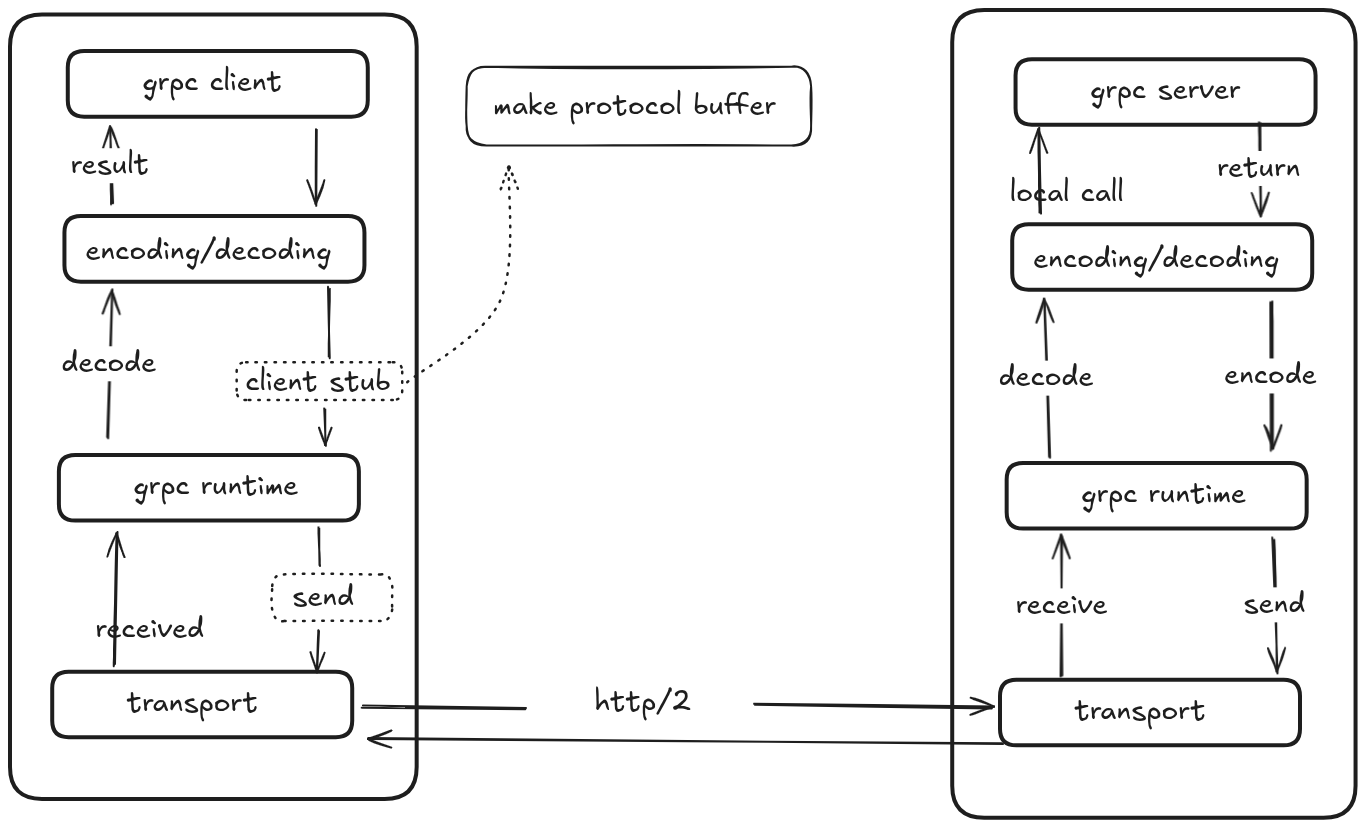 grpc client
result
encoding/decoding
decode
client stub
grpc runtime
send
received
transport
make protocol buffer
http/2
grpc server
return
local call
encoding/decoding
decode
encode
grpc runtime
receive
send
transport